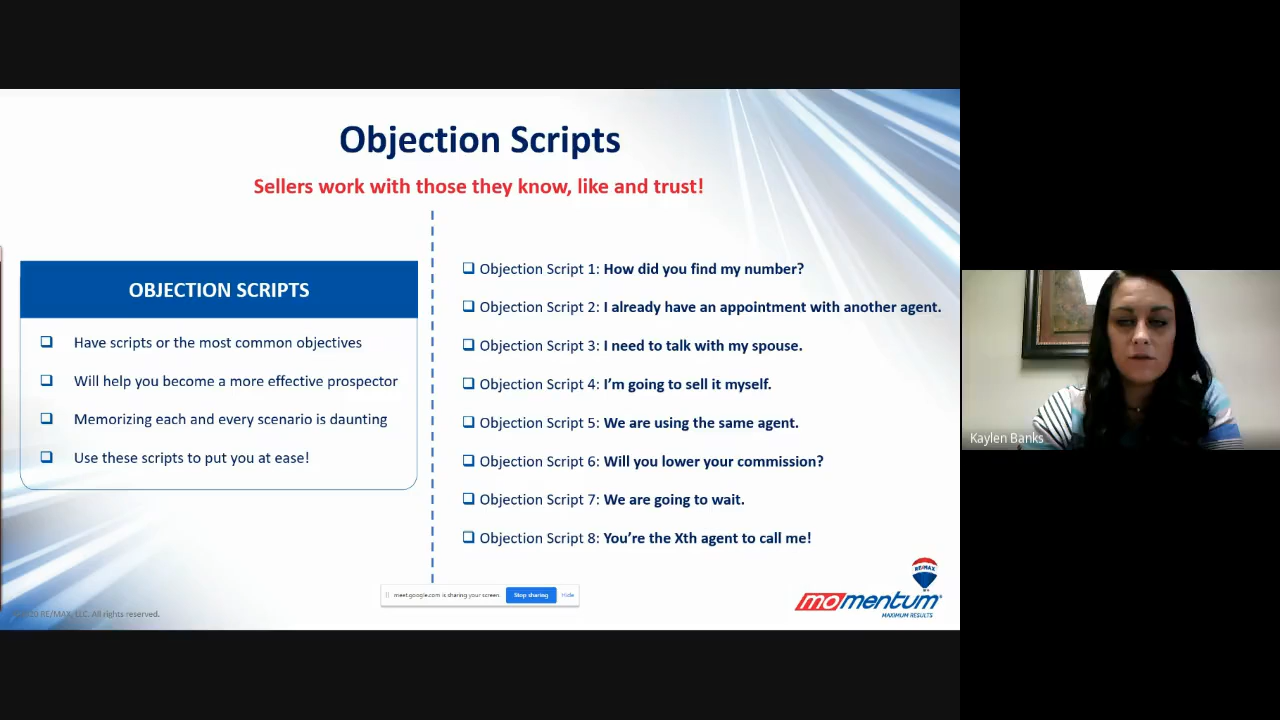 Objection Scripts
Sellers work with those they know, like and trust!
OBJECTION SCRIPTS
Have scripts or the most common objectives
Will help you become a more effective prospector
Memorizing each and every scenario is daunting
Use these scripts to put you at ease!
Objection Script 1: How did you find my number?
Objection Script 2: I already have an appointment with another agent.
Objection Script 3: I need to talk with my spouse.
Objection Script 4: I'm going to sell it myself.
Objection Script 5: We are using the same agent.
Objection Script 6: Will you lower your commission?
Objection Script 7: We are going to wait.
Objection Script 8: You're the Xth agent to call me!
meet.google.com is sharing your screen.
Stop sharing
Hide
RE/MAX
momentum
MAXIMUM RESULTS
RE/MAX, LLC. All rights reserved.
Kaylen Banks